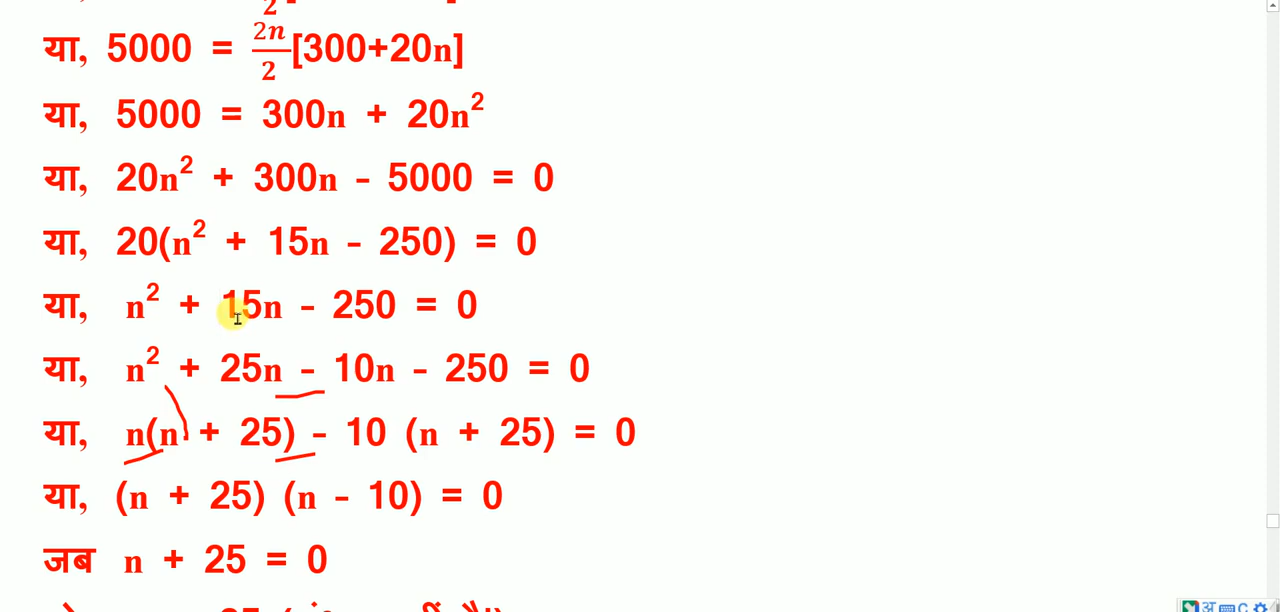 या, 5000 = 2n/2[300+20n]
या, 5000 = 300n + 20n²
या, 20n² + 300n - 5000 = 0
या, 20(n² + 15n - 250) = 0
या, n² + 15n - 250 = 0
या, n² + 25n - 10n - 250 = 0
या, n(n + 25) - 10 (n + 25) = 0
या, (n + 25) (n - 10) = 0
जब n + 25 = 0